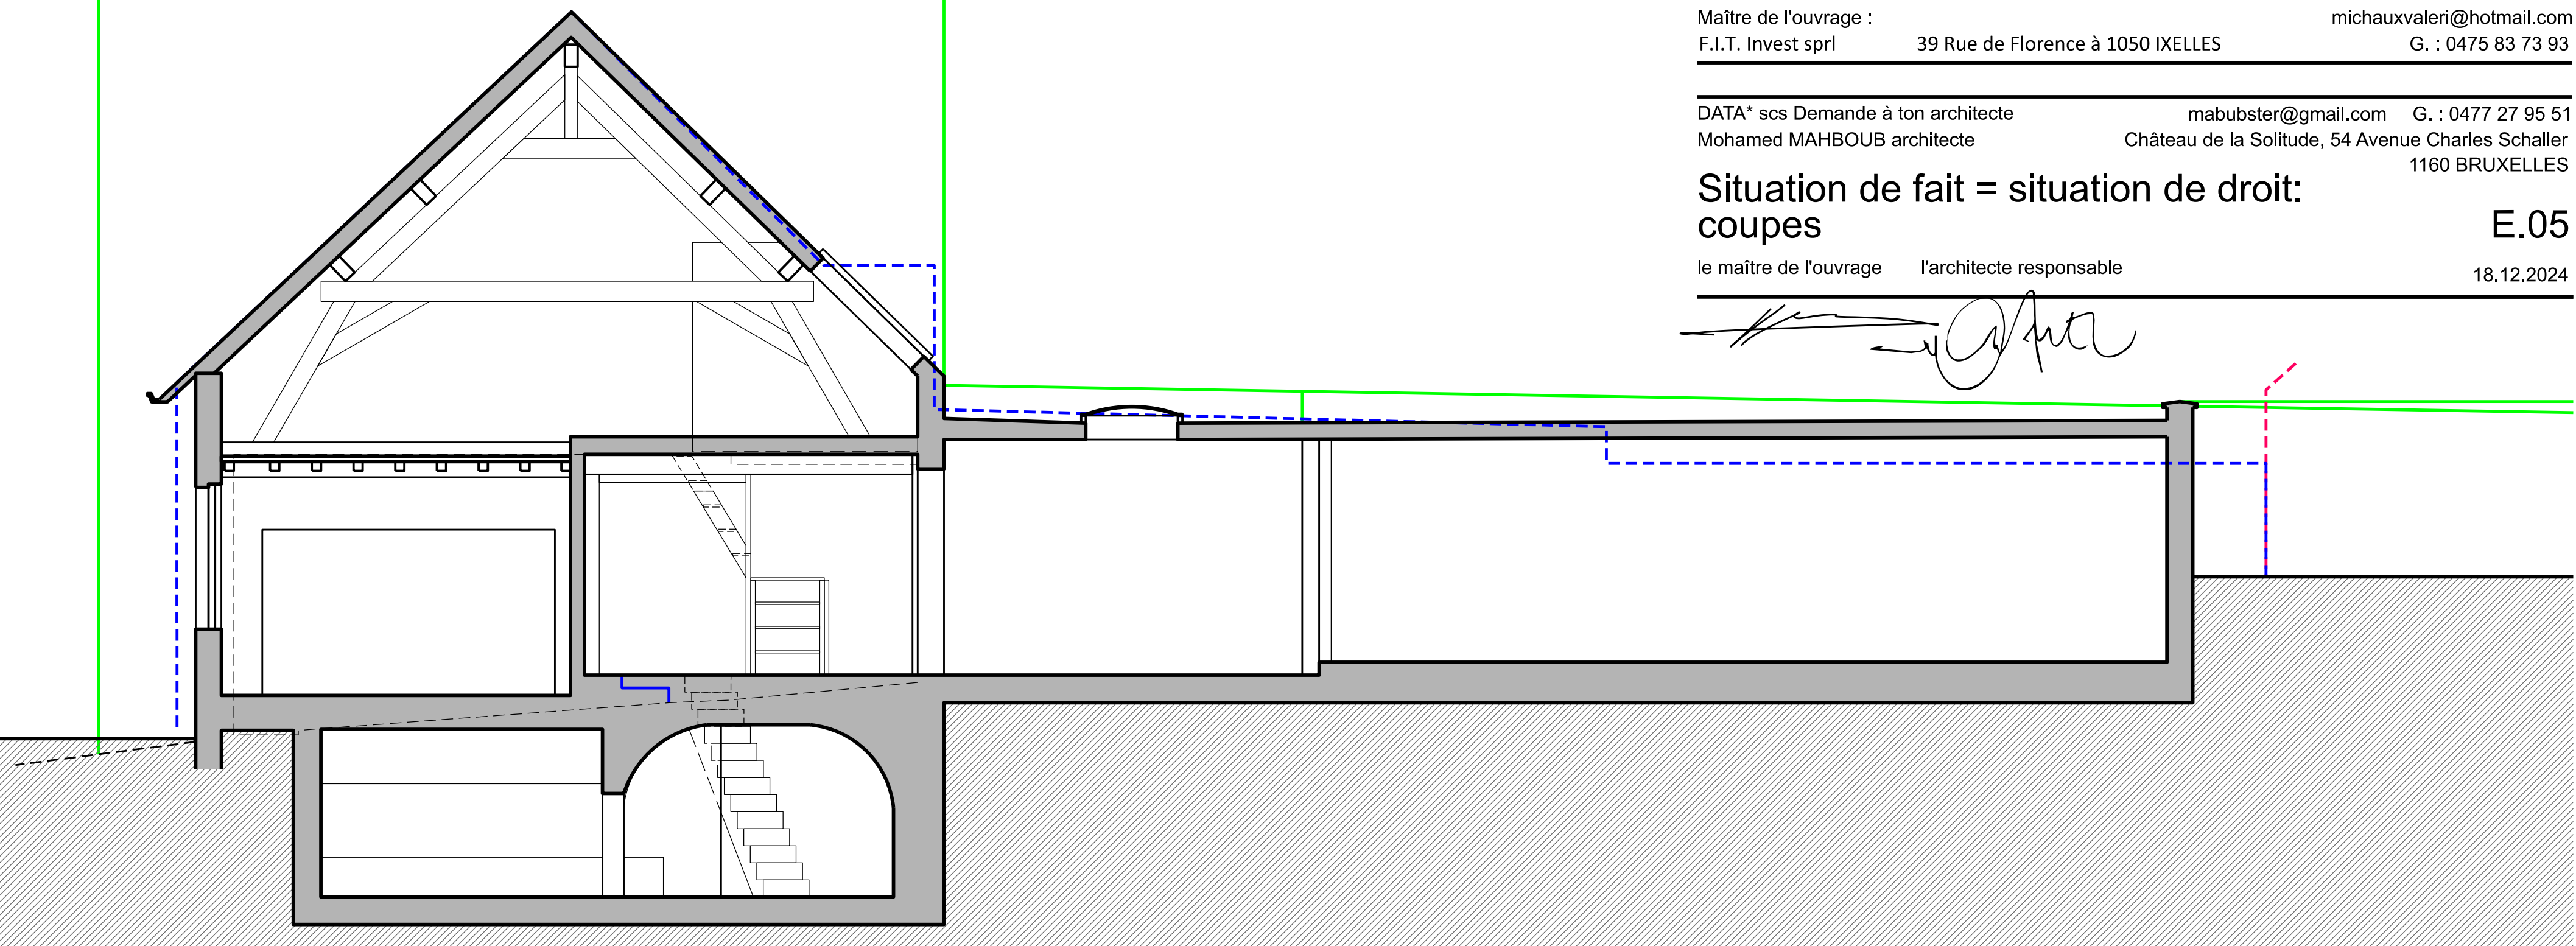 Maître de l'ouvrage : michauxvaleri@hotmail.com
F.I.T. Invest sprl 39 Rue de Florence à 1050 IXELLES G. : 0475 83 73 93
DATA* scs Demande à ton architecte mabubster@gmail.com G. : 0477 27 95 51
Mohamed MAHBOUB architecte Château de la Solitude, 54 Avenue Charles Schaller
1160 BRUXELLES
Situation de fait = situation de droit:
coupes E.05
le maître de l'ouvrage l'architecte responsable 18.12.2024